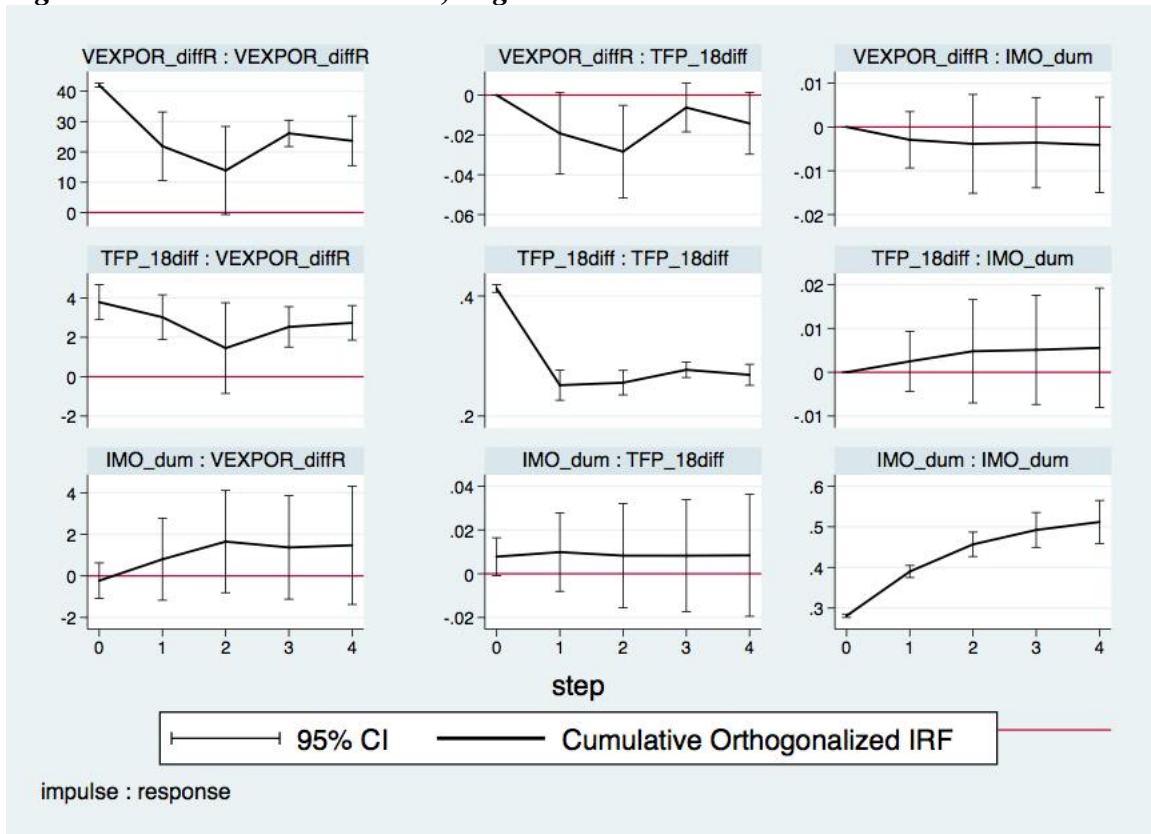 VEXPOR_diffR : VEXPOR_diffR
VEXPOR_diffR : TFP_18diff
VEXPOR_diffR : IMO_dum
40
30
20
10
0
0
-.02
-.04
-.06
.01
0
-.01
-.02
TFP_18diff : VEXPOR_diffR
TFP_18diff : TFP_18diff
TFP_18diff : IMO_dum
4
2
0
-2
.4
.2
.02
.01
0
-.01
IMO_dum : VEXPOR_diffR
IMO_dum : TFP_18diff
IMO_dum : IMO_dum
4
2
0
-2
.04
.02
0
-.02
.6
.5
.4
.3
0 1 2 3 4
0 1 2 3 4
0 1 2 3 4
step
95% CI
Cumulative Orthogonalized IRF
impulse : response